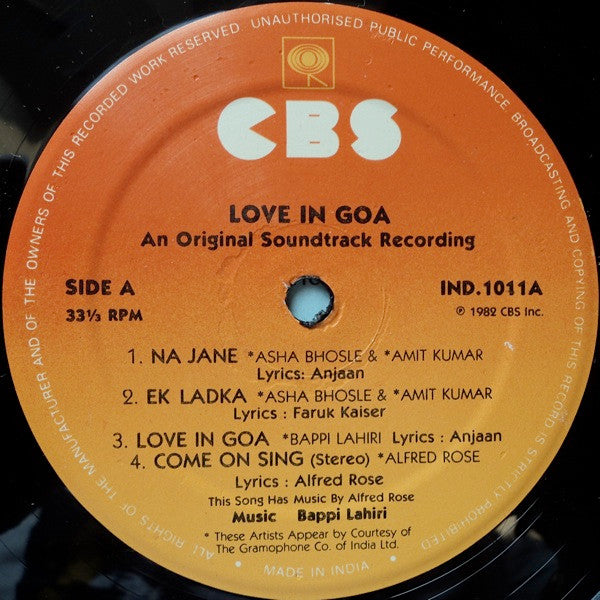 ALL RIGHTS OF THE MANUFACTURER AND OF THE OWNERS OF THIS RECORDED WORK RESERVED UNAUTHORISED PUBLIC PERFORMANCE BROADCASTING AND COPYING OF THIS RECORD IS STRICTLY PROHIBITED
CBS
LOVE IN GOA
An Original Soundtrack Recording
SIDE A
33⅓ RPM
IND.1011A
℗ 1982 CBS Inc.
1. NA JANE *ASHA BHOSLE & *AMIT KUMAR
Lyrics: Anjaan
2. EK LADKA *ASHA BHOSLE & *AMIT KUMAR
Lyrics : Faruk Kaiser
3. LOVE IN GOA *BAPPI LAHIRI Lyrics : Anjaan
4. COME ON SING (Stereo) *ALFRED ROSE
Lyrics : Alfred Rose
This Song Has Music By Alfred Rose
Music Bappi Lahiri
* These Artists Appear by Courtesy of
The Gramophone Co. of India Ltd.
MADE IN INDIA